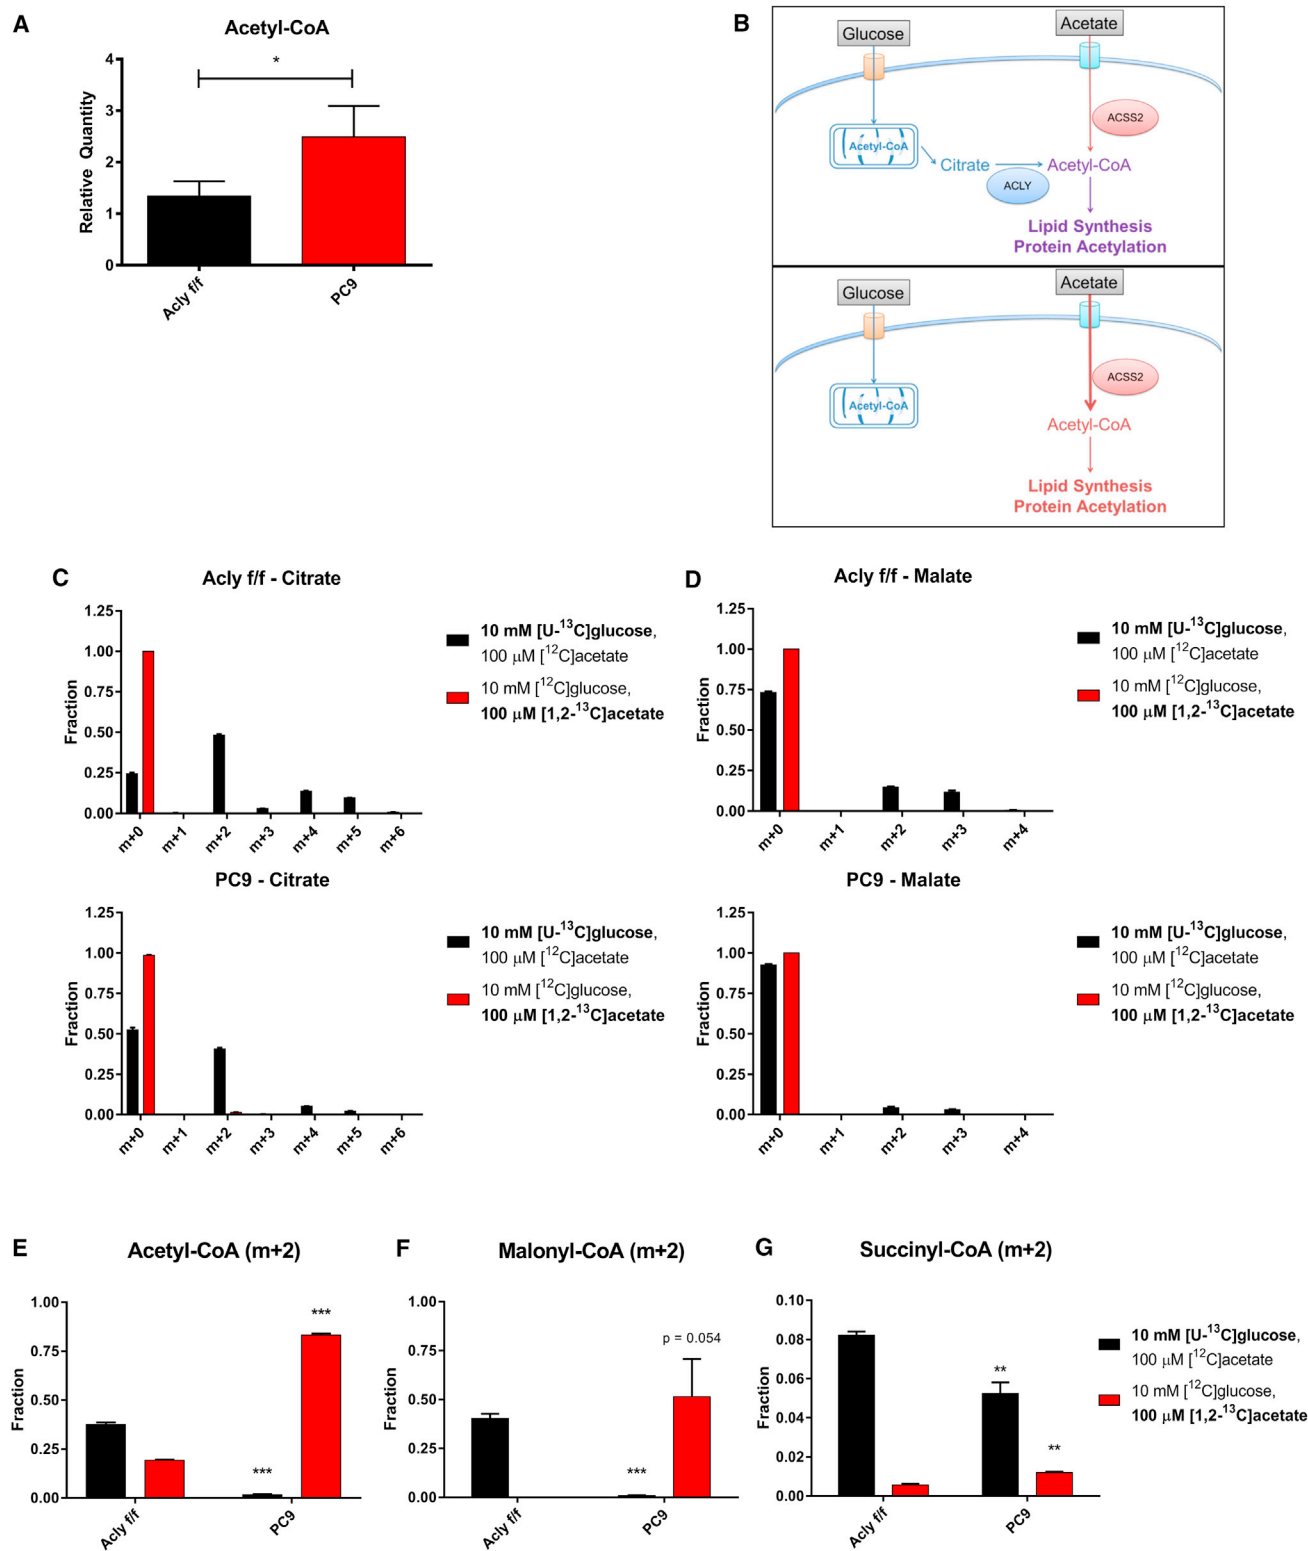 A
Acetyl-CoA
4
3
2
1
0
Relative Quantity
*
Acly f/f
PC9
B
Glucose
Acetate
ACSS2
Acetyl-CoA
Citrate
Acetyl-CoA
ACLY
Lipid Synthesis
Protein Acetylation
Glucose
Acetate
ACSS2
Acetyl-CoA
Acetyl-CoA
Lipid Synthesis
Protein Acetylation
C
Acly f/f - Citrate
1.25
1.00
0.75
0.50
0.25
0.00
Fraction
m+0
m+1
m+2
m+3
m+4
m+5
m+6
10 mM [U-¹³C]glucose,
100 μM [¹²C]acetate
10 mM [¹²C]glucose,
100 μM [1,2-¹³C]acetate
PC9 - Citrate
1.25
1.00
0.75
0.50
0.25
0.00
Fraction
m+0
m+1
m+2
m+3
m+4
m+5
m+6
10 mM [U-¹³C]glucose,
100 μM [¹²C]acetate
10 mM [¹²C]glucose,
100 μM [1,2-¹³C]acetate
D
Acly f/f - Malate
1.25
1.00
0.75
0.50
0.25
0.00
Fraction
m+0
m+1
m+2
m+3
m+4
10 mM [U-¹³C]glucose,
100 μM [¹²C]acetate
10 mM [¹²C]glucose,
100 μM [1,2-¹³C]acetate
PC9 - Malate
1.25
1.00
0.75
0.50
0.25
0.00
Fraction
m+0
m+1
m+2
m+3
m+4
10 mM [U-¹³C]glucose,
100 μM [¹²C]acetate
10 mM [¹²C]glucose,
100 μM [1,2-¹³C]acetate
E
Acetyl-CoA (m+2)
1.00
0.75
0.50
0.25
0.00
Fraction
***
***
Acly f/f
PC9
F
Malonyl-CoA (m+2)
1.00
0.75
0.50
0.25
0.00
Fraction
***
p = 0.054
Acly f/f
PC9
G
Succinyl-CoA (m+2)
0.10
0.08
0.06
0.04
0.02
0.00
Fraction
**
**
Acly f/f
PC9
10 mM [U-¹³C]glucose,
100 μM [¹²C]acetate
10 mM [¹²C]glucose,
100 μM [1,2-¹³C]acetate